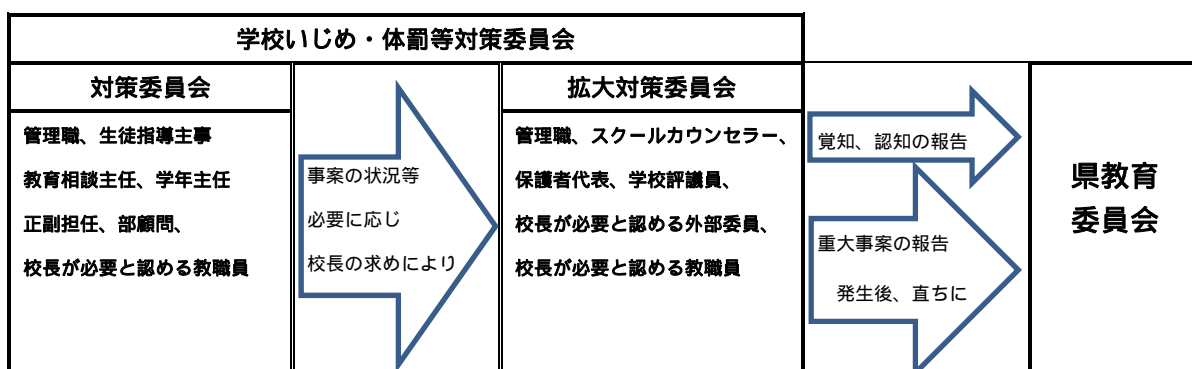 学校いじめ・体罰等対策委員会
対策委員会
管理職、生徒指導主事
教育相談主任、学年主任
正副担任、部顧問、
校長が必要と認める教職員
事案の状況等
必要に応じ
校長の求めにより
拡大対策委員会
管理職、スクールカウンセラー、
保護者代表、学校評議員、
校長が必要と認める外部委員、
校長が必要と認める教職員
覚知、認知の報告
重大事案の報告
発生後、直ちに
県教育
委員会